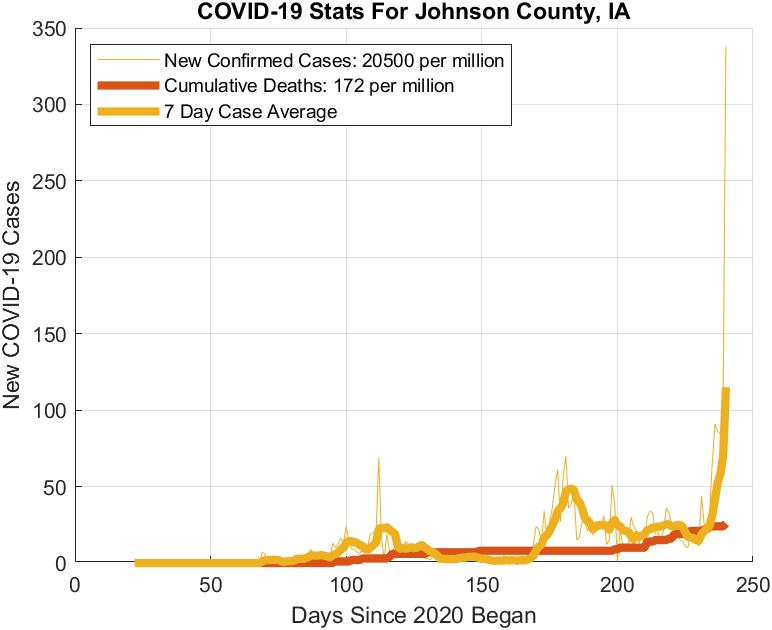 COVID-19 Stats For Johnson County, IA
New Confirmed Cases: 20500 per million
Cumulative Deaths: 172 per million
7 Day Case Average
New COVID-19 Cases
350
300
250
200
150
100
50
0
0 50 100 150 200 250
Days Since 2020 Began